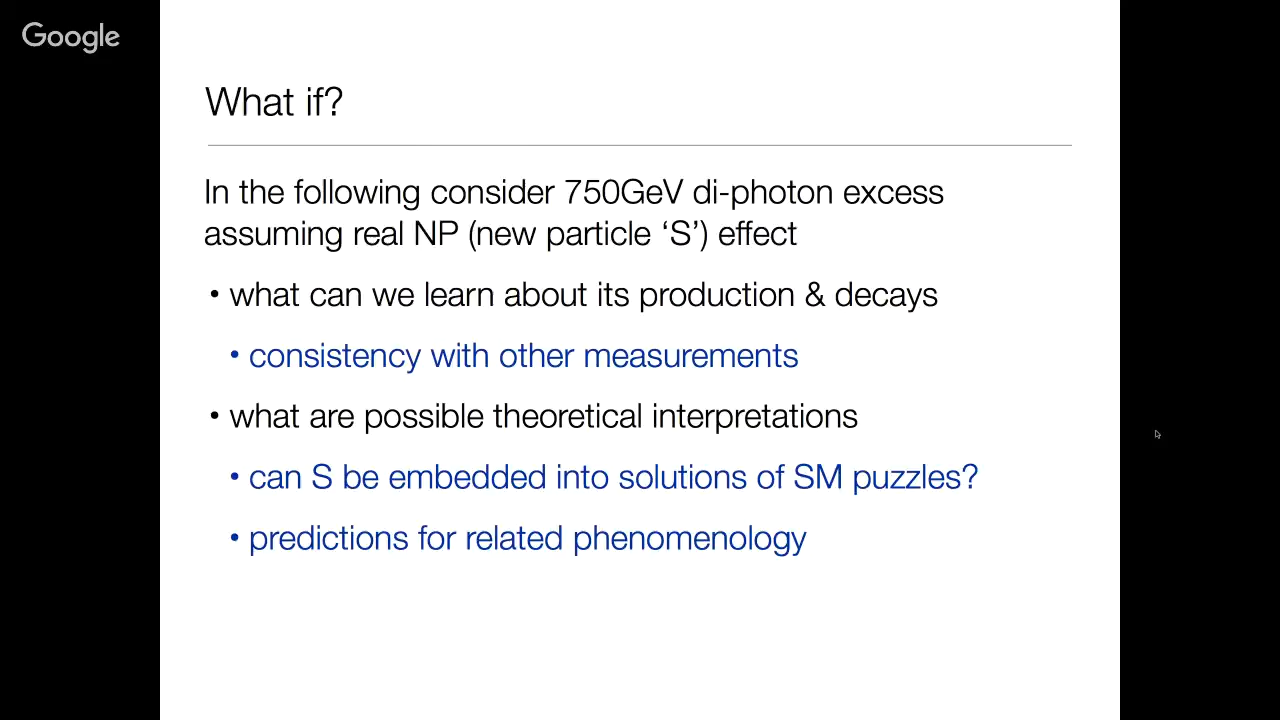 Google
What if?
In the following consider 750GeV di-photon excess
assuming real NP (new particle ‘S’) effect
• what can we learn about its production & decays
• consistency with other measurements
• what are possible theoretical interpretations
• can S be embedded into solutions of SM puzzles?
• predictions for related phenomenology